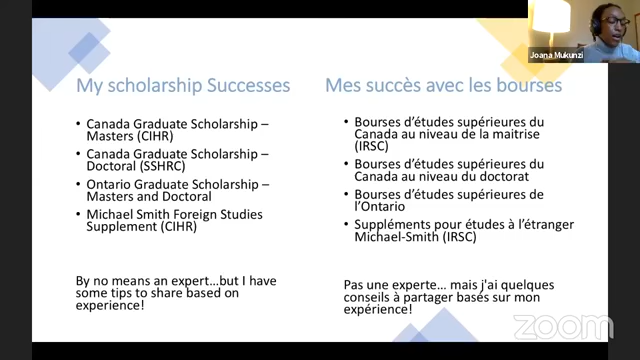 Joana Mukunzi
My scholarship Successes
• Canada Graduate Scholarship –
Masters (CIHR)
• Canada Graduate Scholarship –
Doctoral (SSHRC)
• Ontario Graduate Scholarship –
Masters and Doctoral
• Michael Smith Foreign Studies
Supplement (CIHR)
By no means an expert…but I have
some tips to share based on
experience!
Mes succès avec les bourses
• Bourses d’études supérieures du
Canada au niveau de la maitrise
(IRSC)
• Bourses d’études supérieures du
Canada au niveau du doctorat
• Bourses d’études supérieures de
l’Ontario
• Suppléments pour études à l’étranger
Michael-Smith (IRSC)
Pas une experte… mais j'ai quelques
conseils à partager basés sur mon
expérience!
zoom